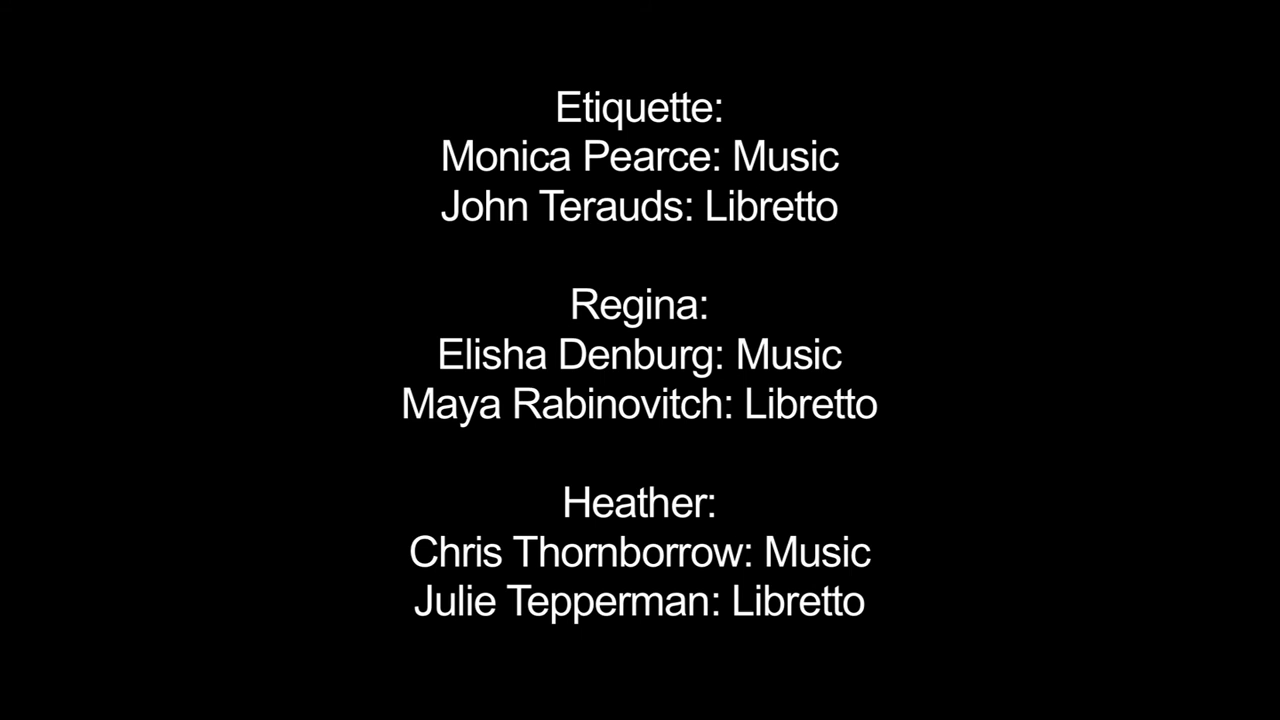 Etiquette:
Monica Pearce: Music
John Terauds: Libretto
Regina:
Elisha Denburg: Music
Maya Rabinovitch: Libretto
Heather:
Chris Thornborrow: Music
Julie Tepperman: Libretto